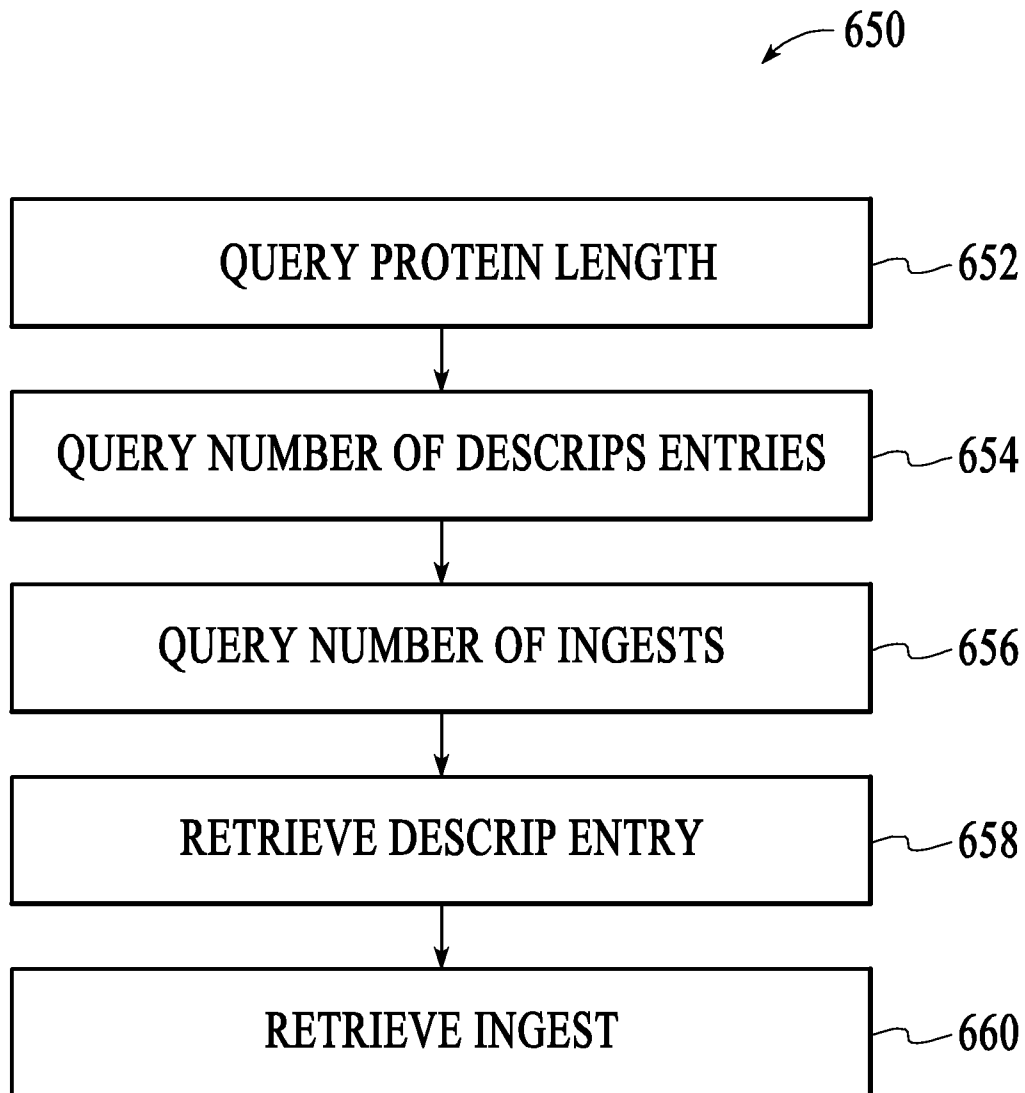 650
QUERY PROTEIN LENGTH
652
QUERY NUMBER OF DESCRIPS ENTRIES
654
QUERY NUMBER OF INGESTS
656
RETRIEVE DESCRIP ENTRY
658
RETRIEVE INGEST
660